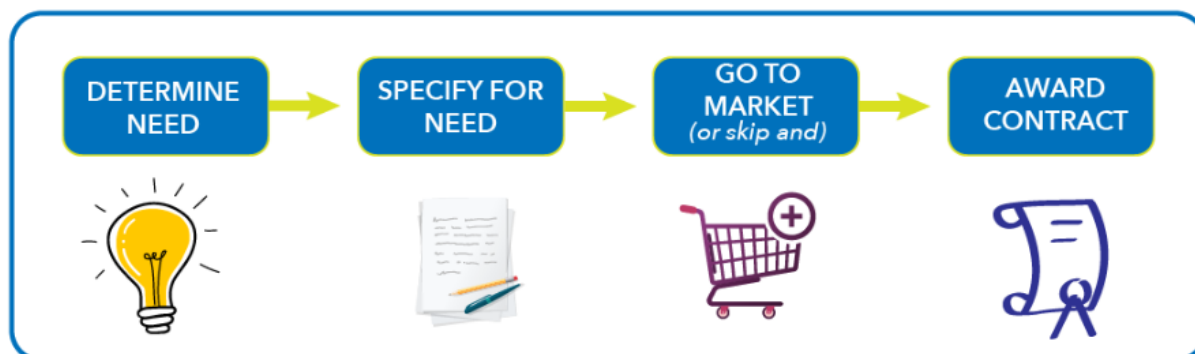 DETERMINE
NEED
SPECIFY FOR
NEED
GO TO
MARKET
(or skip and)
AWARD
CONTRACT